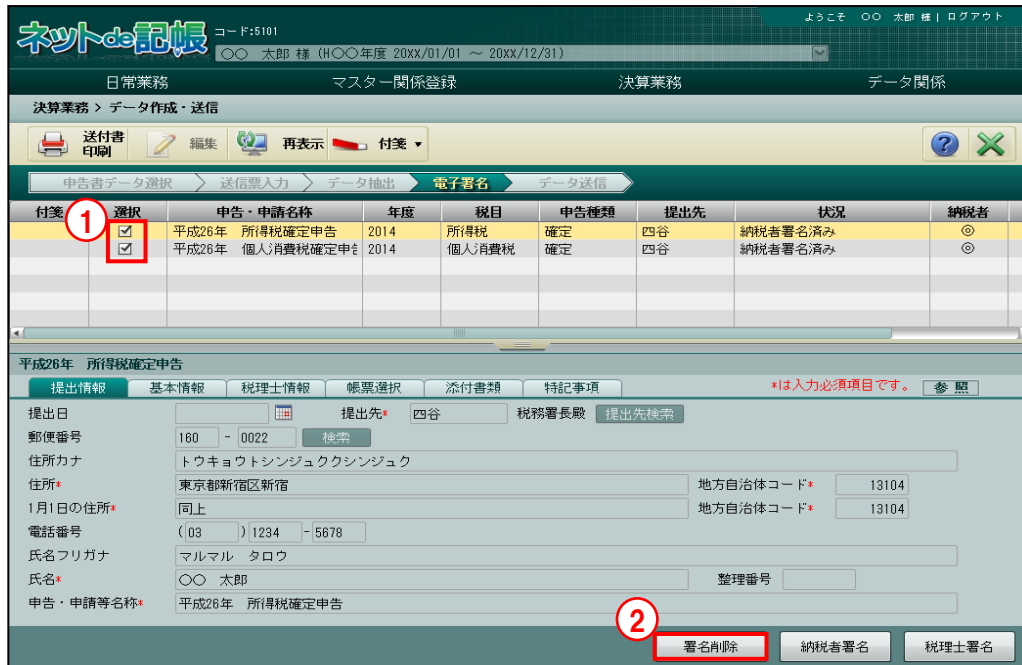 ようこそ ○○ 太郎 様 | ログアウト
ネットde記帳 コード:5101
○○ 太郎 様 (H○○年度 20XX/01/01 ～ 20XX/12/31)
日常業務 マスター関係登録 決算業務 データ関係
決算業務 > データ作成・送信
送付書印刷 編集 再表示 付箋 ▼ ?
申告書データ選択 送信票入力 データ抽出 電子署名 データ送信
付箋 選択 申告・申請名称 年度 税目 申告種類 提出先 状況 納税者
1
平成26年 所得税確定申告 2014 所得税 確定 四谷 納税者署名済み ◎
平成26年 個人消費税確定申告 2014 個人消費税 確定 四谷 納税者署名済み ◎
平成26年 所得税確定申告
提出情報 基本情報 税理士情報 帳票選択 添付書類 特記事項 *は入力必須項目です。 参照
提出日 提出先* 四谷 税務署長殿 提出先検索
郵便番号 160 - 0022 検索
住所カナ トウキョウトシンジュククシンジュク
住所* 東京都新宿区新宿 地方自治体コード* 13104
1月1日の住所* 同上 地方自治体コード* 13104
電話番号 ( 03 ) 1234 - 5678
氏名フリガナ マルマル タロウ
氏名* ○○ 太郎 整理番号
申告・申請等名称* 平成26年 所得税確定申告
2
署名削除 納税者署名 税理士署名